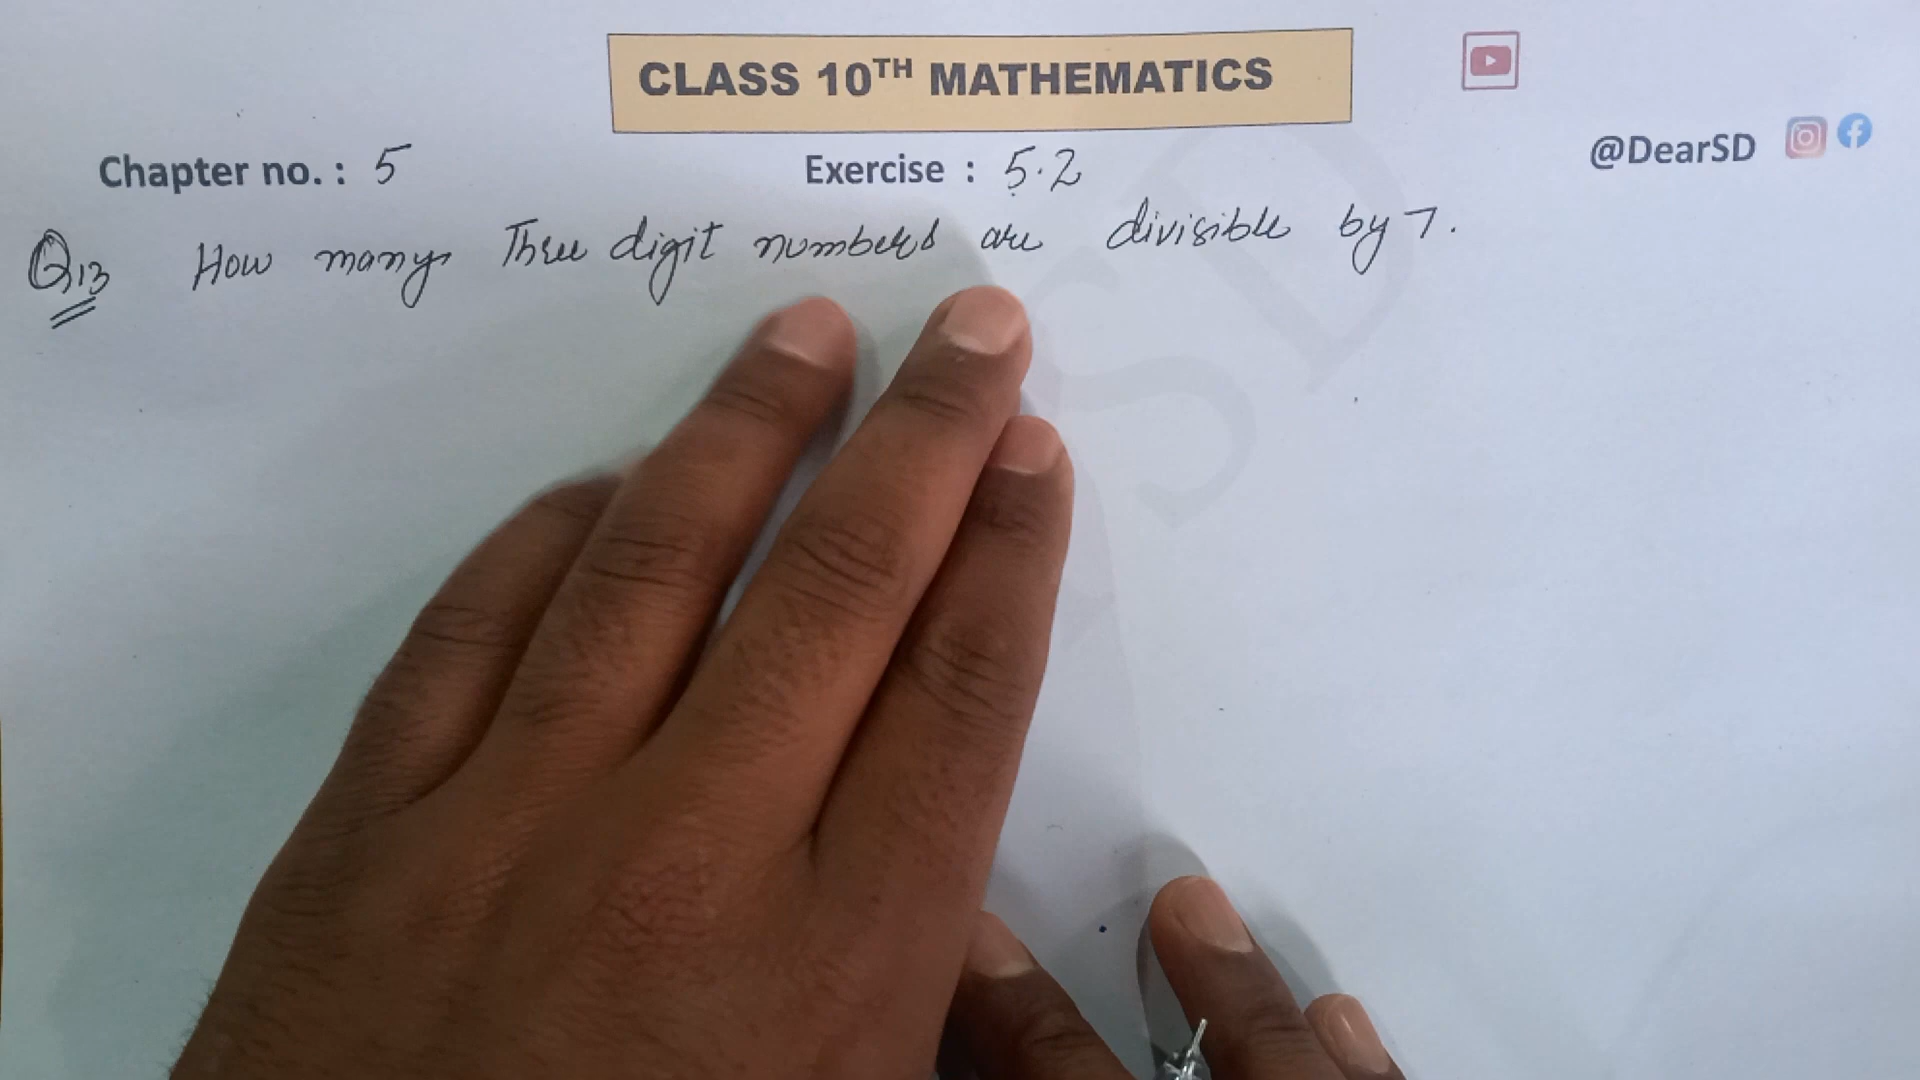 CLASS 10TH MATHEMATICS
Chapter no. : 5 Exercise : 5.2 @DearSD
Q13 How many Three digit numbers are divisible by 7.
SD